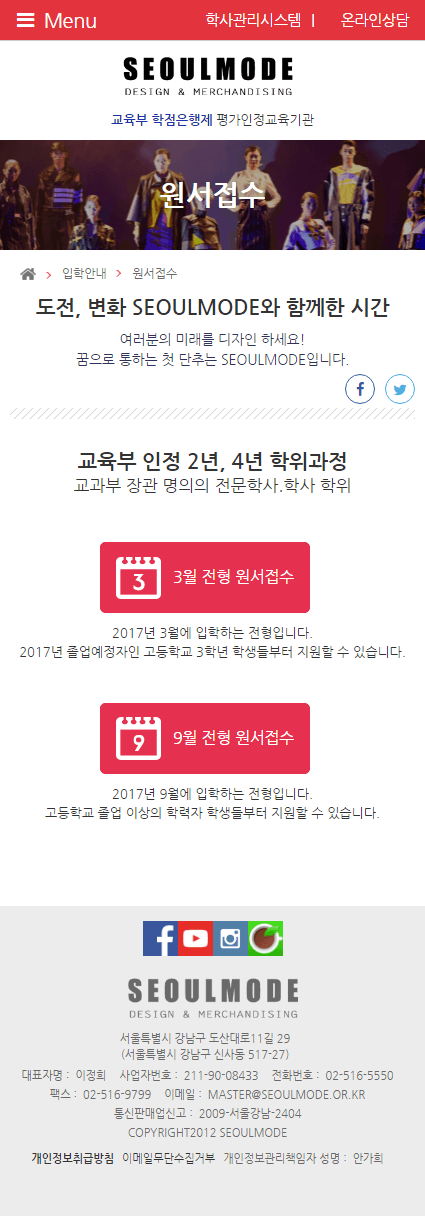 Menu 학사관리시스템 | 온라인상담
SEOULMODE
DESIGN & MERCHANDISING
교육부 학점은행제 평가인정교육기관
원서접수
입학안내 > 원서접수
도전, 변화 SEOULMODE와 함께한 시간
여러분의 미래를 디자인 하세요!
꿈으로 통하는 첫 단추는 SEOULMODE입니다.
교육부 인정 2년, 4년 학위과정
교과부 장관 명의의 전문학사.학사 학위
3 3월 전형 원서접수
2017년 3월에 입학하는 전형입니다.
2017년 졸업예정자인 고등학교 3학년 학생들부터 지원할 수 있습니다.
9 9월 전형 원서접수
2017년 9월에 입학하는 전형입니다.
고등학교 졸업 이상의 학력자 학생들부터 지원할 수 있습니다.
SEOULMODE
DESIGN & MERCHANDISING
서울특별시 강남구 도산대로11길 29
(서울특별시 강남구 신사동 517-27)
대표자명 : 이정희 사업자번호 : 211-90-08433 전화번호 : 02-516-5550
팩스 : 02-516-9799 이메일 : MASTER@SEOULMODE.OR.KR
통신판매업신고 : 2009-서울강남-2404
COPYRIGHT2012 SEOULMODE
개인정보취급방침 이메일무단수집거부 개인정보관리책임자 성명 : 안가희